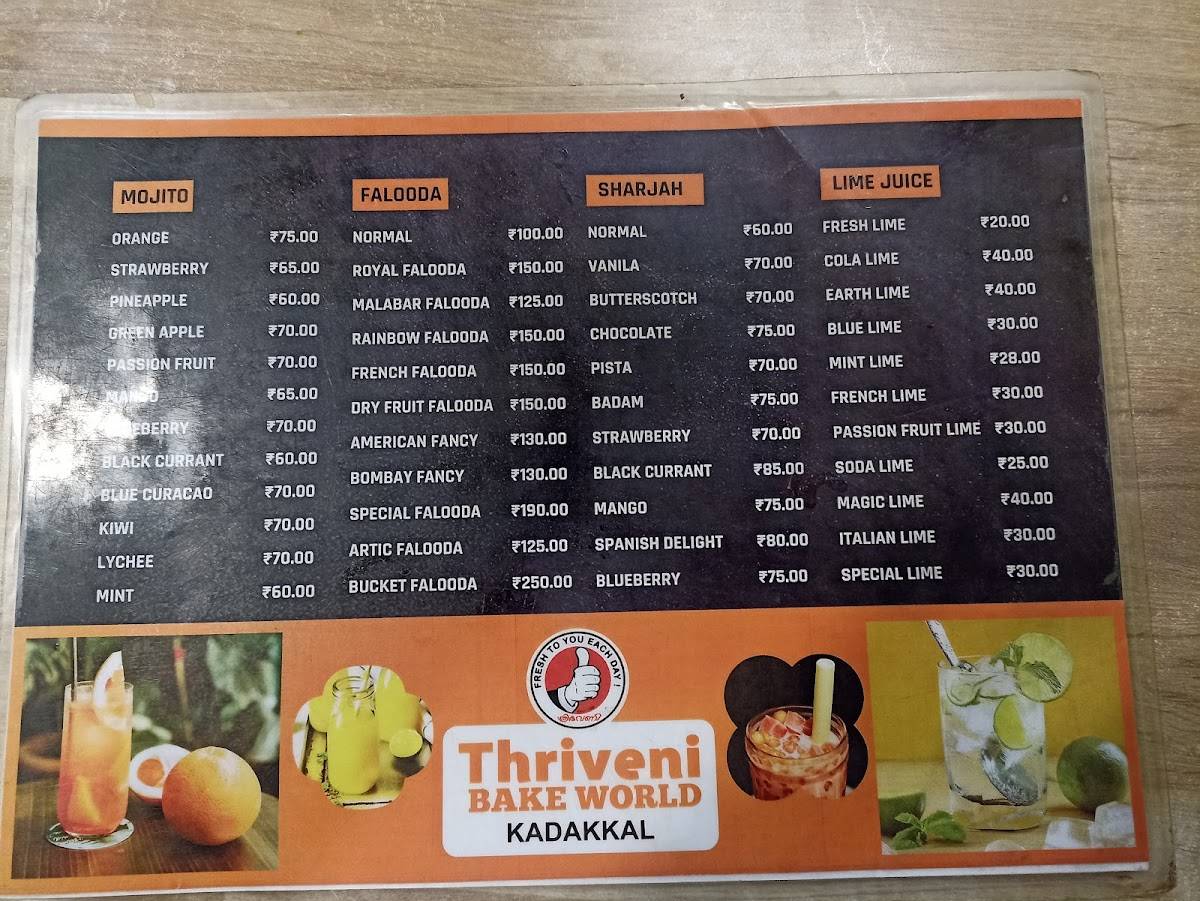 MOJITO
ORANGE ₹75.00
STRAWBERRY ₹65.00
PINEAPPLE ₹60.00
GREEN APPLE ₹70.00
PASSION FRUIT ₹70.00
MANGO ₹65.00
BLUEBERRY ₹70.00
BLACK CURRANT ₹60.00
BLUE CURACAO ₹70.00
KIWI ₹70.00
LYCHEE ₹70.00
MINT ₹60.00
FALOODA
NORMAL ₹100.00
ROYAL FALOODA ₹150.00
MALABAR FALOODA ₹125.00
RAINBOW FALOODA ₹150.00
FRENCH FALOODA ₹150.00
DRY FRUIT FALOODA ₹150.00
AMERICAN FANCY ₹130.00
BOMBAY FANCY ₹130.00
SPECIAL FALOODA ₹190.00
ARTIC FALOODA ₹125.00
BUCKET FALOODA ₹250.00
SHARJAH
NORMAL ₹60.00
VANILA ₹70.00
BUTTERSCOTCH ₹70.00
CHOCOLATE ₹75.00
PISTA ₹70.00
BADAM ₹75.00
STRAWBERRY ₹70.00
BLACK CURRANT ₹85.00
MANGO ₹75.00
SPANISH DELIGHT ₹80.00
BLUEBERRY ₹75.00
LIME JUICE
FRESH LIME ₹20.00
COLA LIME ₹40.00
EARTH LIME ₹40.00
BLUE LIME ₹30.00
MINT LIME ₹28.00
FRENCH LIME ₹30.00
PASSION FRUIT LIME ₹30.00
SODA LIME ₹25.00
MAGIC LIME ₹40.00
ITALIAN LIME ₹30.00
SPECIAL LIME ₹30.00
FRESH TO YOU EACH DAY !
ത്രിവേണി
Thriveni
BAKE WORLD
KADAKKAL